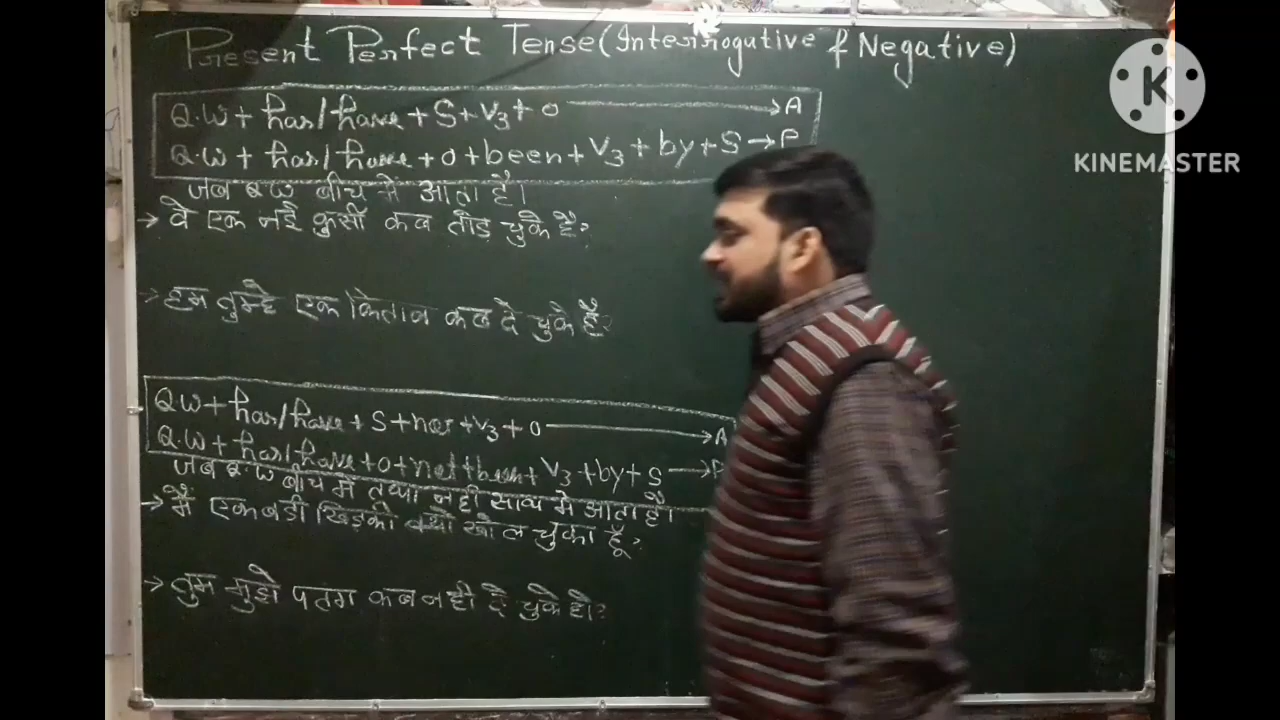 Present Perfect Tense (Interrogative & Negative)
Q.W + has/have + S + V3 + O → A
Q.W + has/have + O + been + V3 + by + S → P
जब Q.W बीच में आता है।
→ वे एक नई कुर्सी कब तोड़ चुके है?
→ हम तुम्हे एक किताब कब दे चुके है?
Q.W + has/have + S + not + V3 + O → A
Q.W + has/have + O + not + been + V3 + by + S → P
जब Q.W बीच में तथा नही साथ मे आता है।
→ मैं एक बडी खिड़की क्यो खोल चुका हूँ?
→ तुम मुझे पतंग कब नही दे चुके हो?
K
KINEMASTER